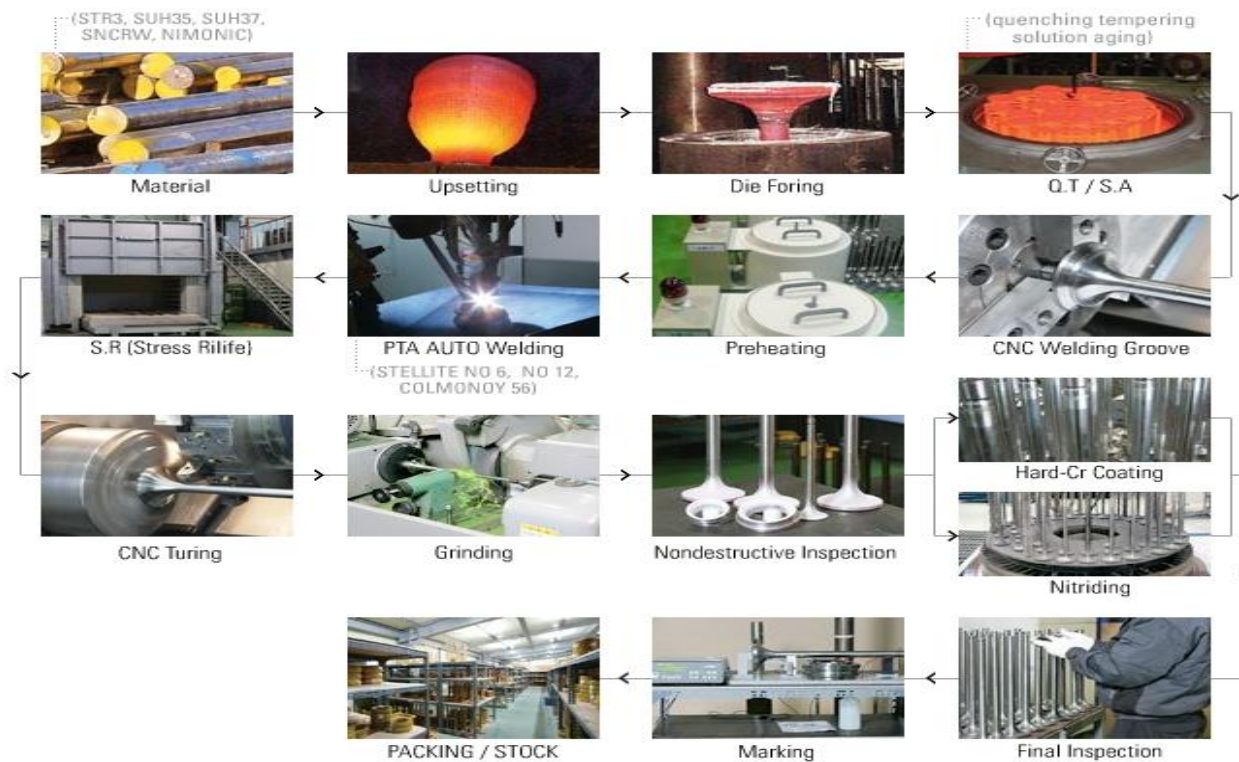 (STR3, SUH35, SUH37,
SNCRW, NIMONIC)
(quenching tempering
solution aging)
Material
Upsetting
Die Foring
Q.T / S.A
S.R (Stress Rilife)
PTA AUTO Welding
Preheating
CNC Welding Groove
(STELLITE NO 6, NO 12,
COLMONOY 56)
CNC Turing
Grinding
Nondestructive Inspection
Hard-Cr Coating
Nitriding
PACKING / STOCK
Marking
Final Inspection